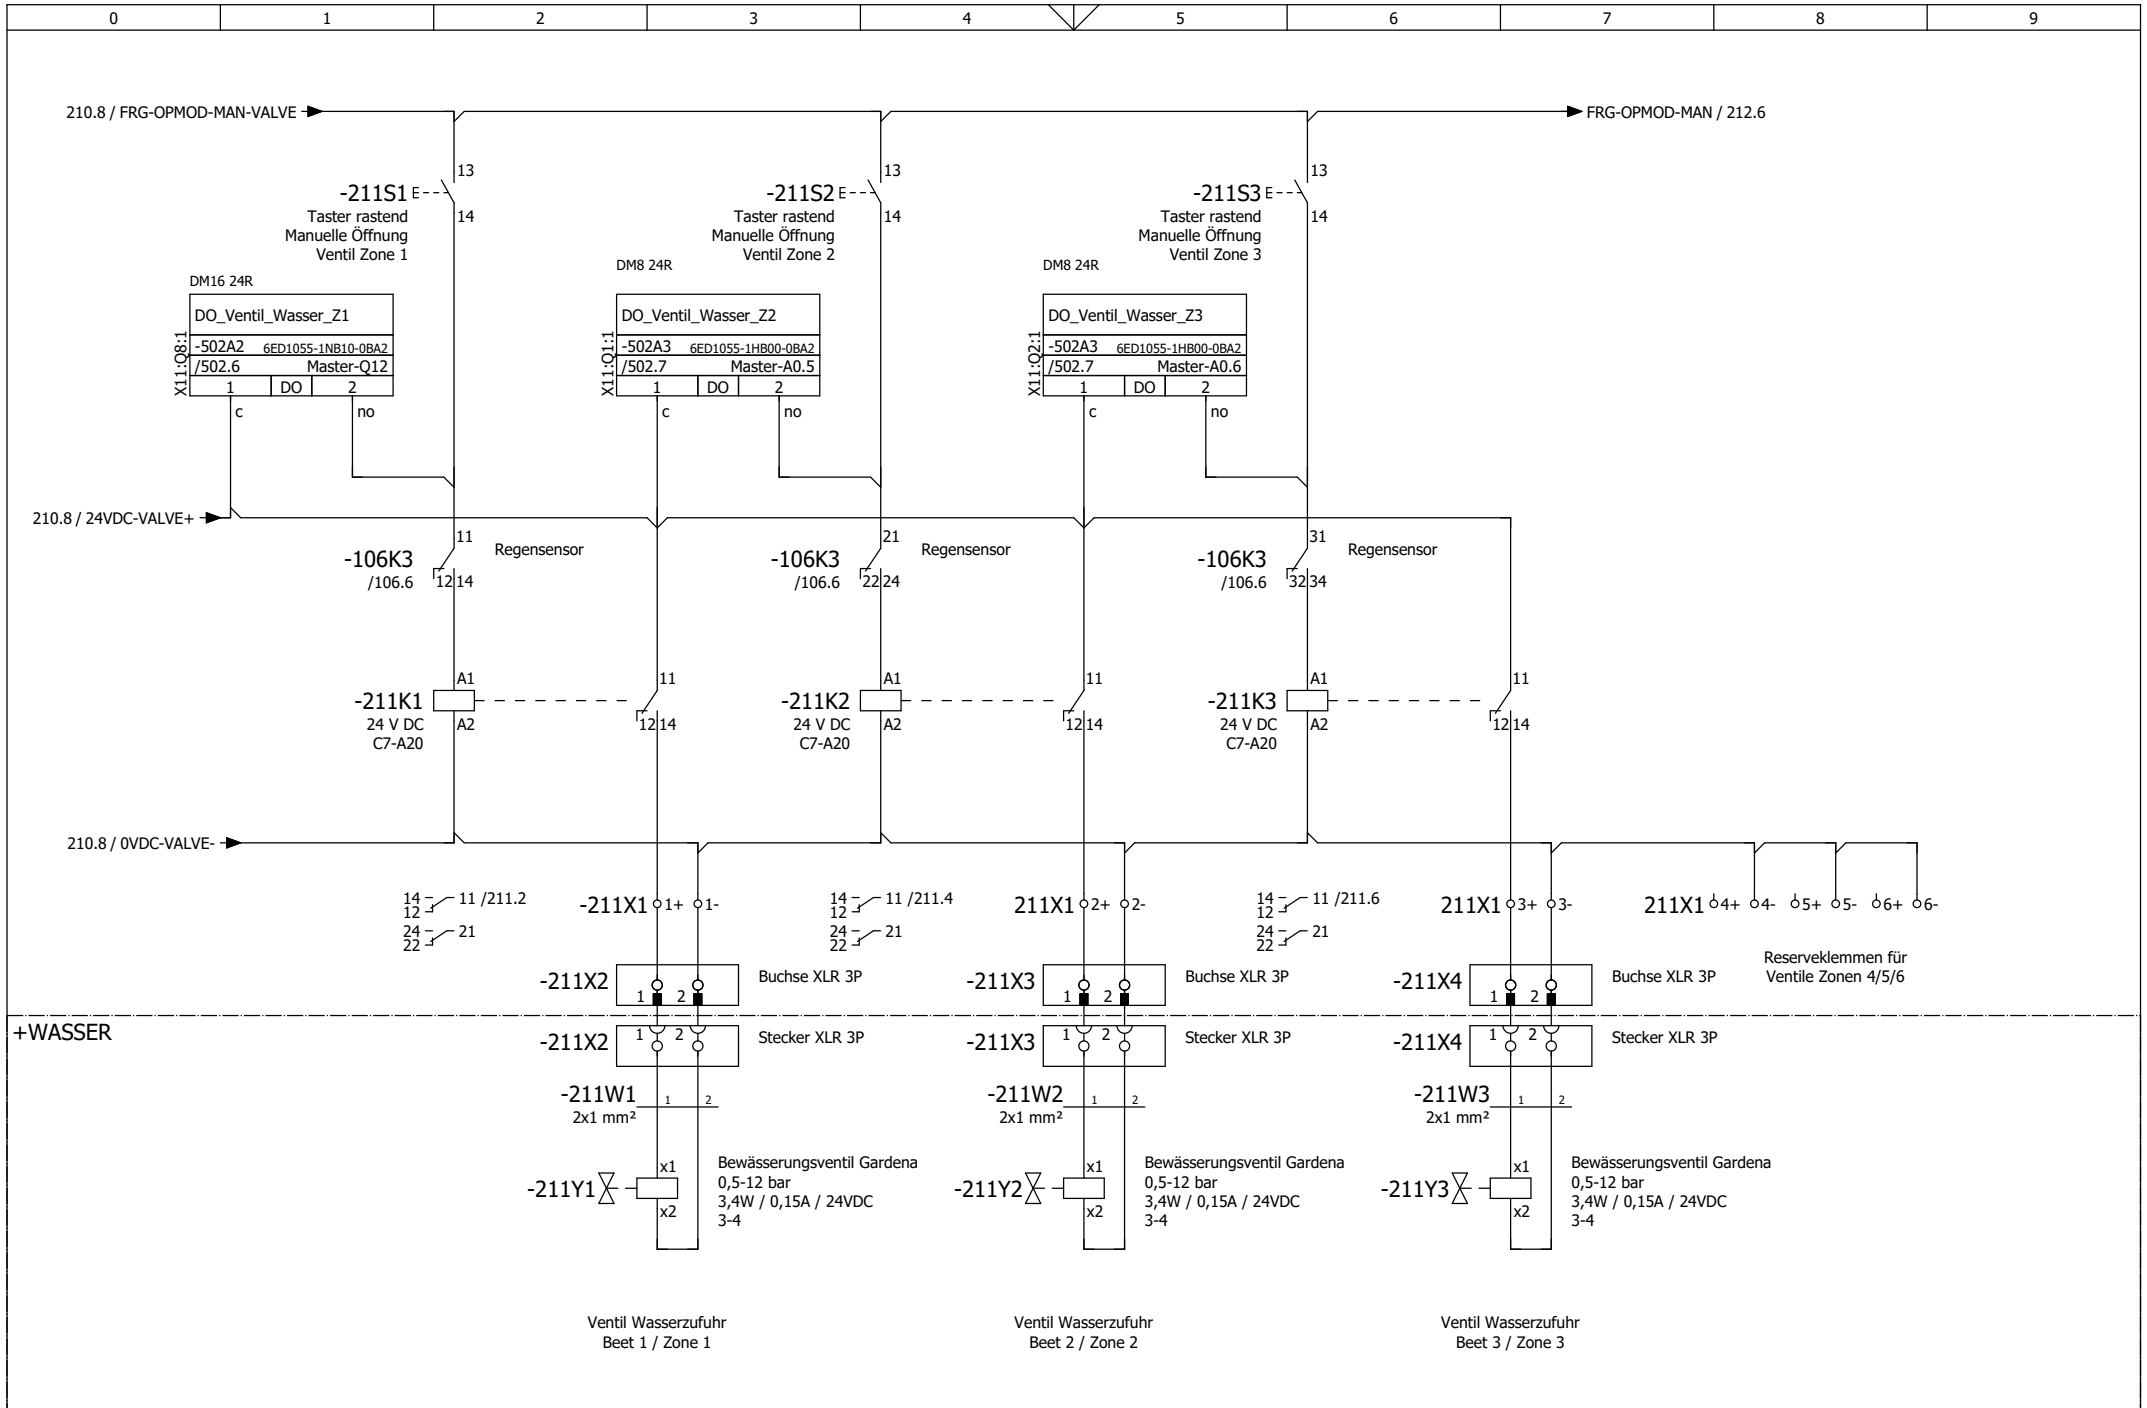 0 1 2 3 4 5 6 7 8 9
210.8 / FRG-OPMOD-MAN-VALVE
FRG-OPMOD-MAN / 212.6
13
-211S1
14
Taster rastend
Manuelle Öffnung
Ventil Zone 1
13
-211S2
14
Taster rastend
Manuelle Öffnung
Ventil Zone 2
13
-211S3
14
Taster rastend
Manuelle Öffnung
Ventil Zone 3
DM16 24R
DO_Ventil_Wasser_Z1
-502A2 6ED1055-1NB10-0BA2
/502.6 Master-Q12
1 DO 2
X11:Q8:1
c no
DM8 24R
DO_Ventil_Wasser_Z2
-502A3 6ED1055-1HB00-0BA2
/502.7 Master-A0.5
1 DO 2
X11:Q1:1
c no
DM8 24R
DO_Ventil_Wasser_Z3
-502A3 6ED1055-1HB00-0BA2
/502.7 Master-A0.6
1 DO 2
X11:Q2:1
c no
210.8 / 24VDC-VALVE+
11
-106K3 Regensensor
/106.6 12 14
21
-106K3 Regensensor
/106.6 22 24
31
-106K3 Regensensor
/106.6 32 34
A1 11
-211K1
24 V DC A2 12 14
C7-A20
A1 11
-211K2
24 V DC A2 12 14
C7-A20
A1 11
-211K3
24 V DC A2 12 14
C7-A20
210.8 / 0VDC-VALVE-
14 11 /211.2
12
24 21
22
-211X1 1+ 1-
14 11 /211.4
12
24 21
22
211X1 2+ 2-
14 11 /211.6
12
24 21
22
211X1 3+ 3-
211X1 4+ 4- 5+ 5- 6+ 6-
Reserveklemmen für
Ventile Zonen 4/5/6
-211X2 1 2 Buchse XLR 3P
-211X3 1 2 Buchse XLR 3P
-211X4 1 2 Buchse XLR 3P
+WASSER
-211X2 1 2 Stecker XLR 3P
-211X3 1 2 Stecker XLR 3P
-211X4 1 2 Stecker XLR 3P
-211W1 1 2
2x1 mm²
-211W2 1 2
2x1 mm²
-211W3 1 2
2x1 mm²
-211Y1 x1 x2
Bewässerungsventil Gardena
0,5-12 bar
3,4W / 0,15A / 24VDC
3-4
-211Y2 x1 x2
Bewässerungsventil Gardena
0,5-12 bar
3,4W / 0,15A / 24VDC
3-4
-211Y3 x1 x2
Bewässerungsventil Gardena
0,5-12 bar
3,4W / 0,15A / 24VDC
3-4
Ventil Wasserzufuhr
Beet 1 / Zone 1
Ventil Wasserzufuhr
Beet 2 / Zone 2
Ventil Wasserzufuhr
Beet 3 / Zone 3